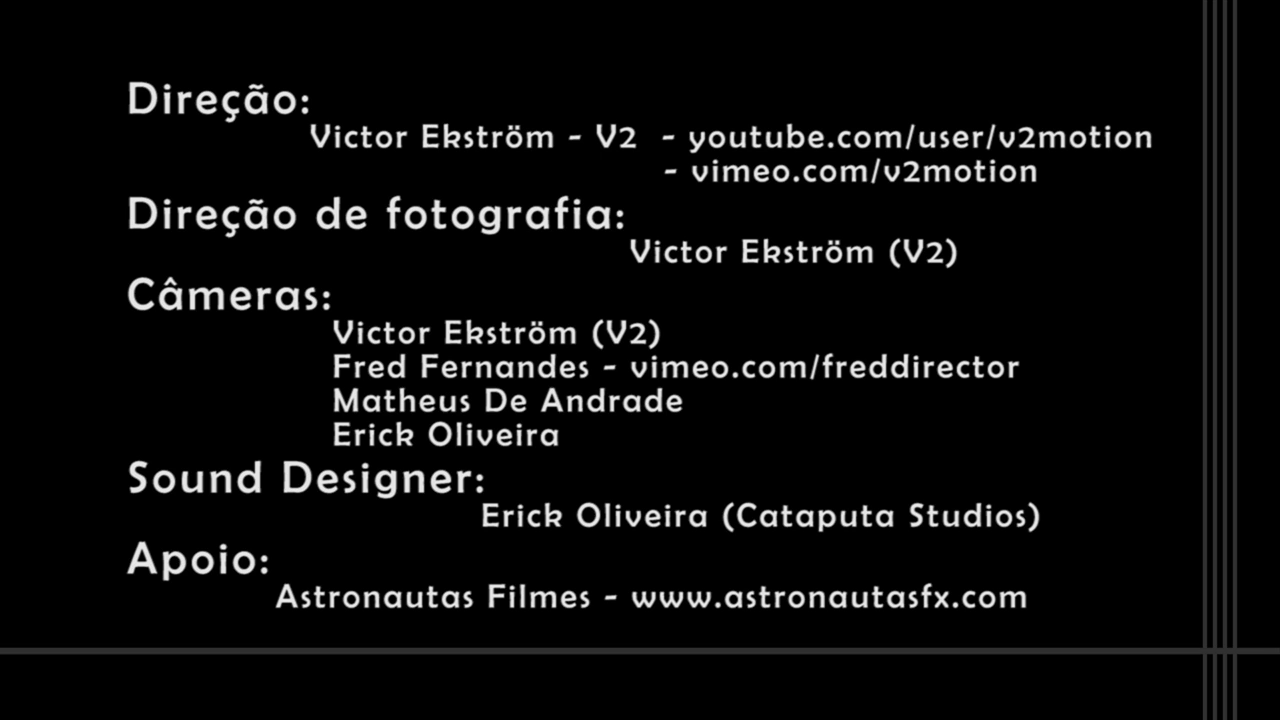 Direção:
Victor Ekström - V2 - youtube.com/user/v2motion
- vimeo.com/v2motion
Direção de fotografia:
Victor Ekström (V2)
Câmeras:
Victor Ekström (V2)
Fred Fernandes - vimeo.com/freddirector
Matheus De Andrade
Erick Oliveira
Sound Designer:
Erick Oliveira (Cataputa Studios)
Apoio:
Astronautas Filmes - www.astronautasfx.com